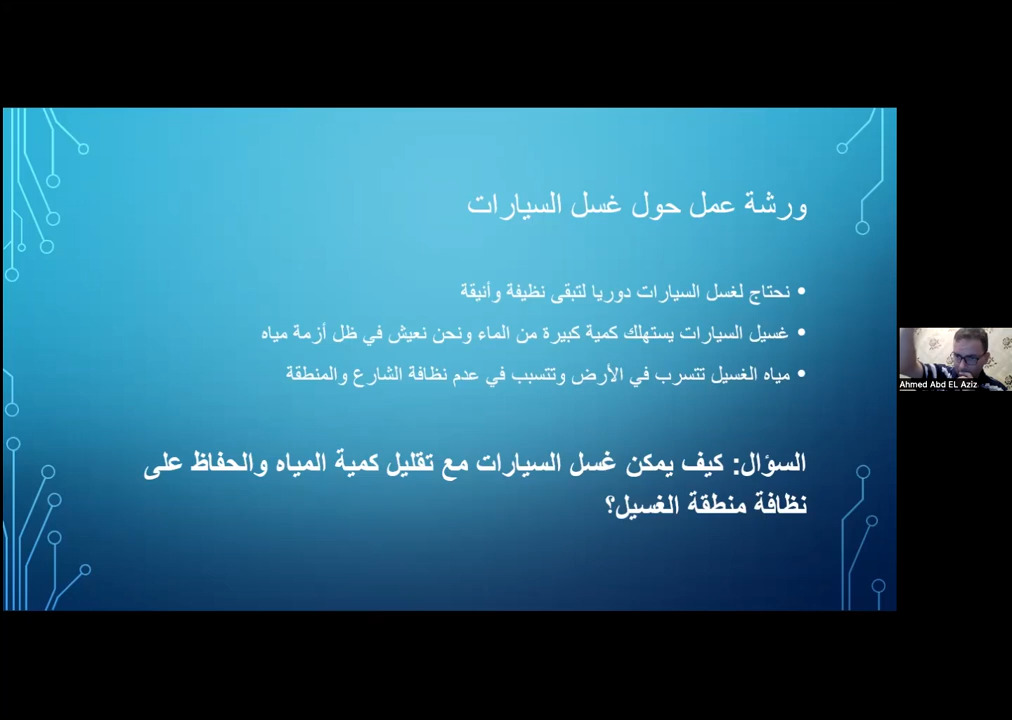 ورشة عمل حول غسل السيارات
• نحتاج لغسل السيارات دوريا لتبقى نظيفة وأنيقة
• غسيل السيارات يستهلك كمية كبيرة من الماء ونحن نعيش في ظل أزمة مياه
• مياه الغسيل تتسرب في الأرض وتتسبب في عدم نظافة الشارع والمنطقة
السؤال: كيف يمكن غسل السيارات مع تقليل كمية المياه والحفاظ على
نظافة منطقة الغسيل؟
Ahmed Abd EL Aziz